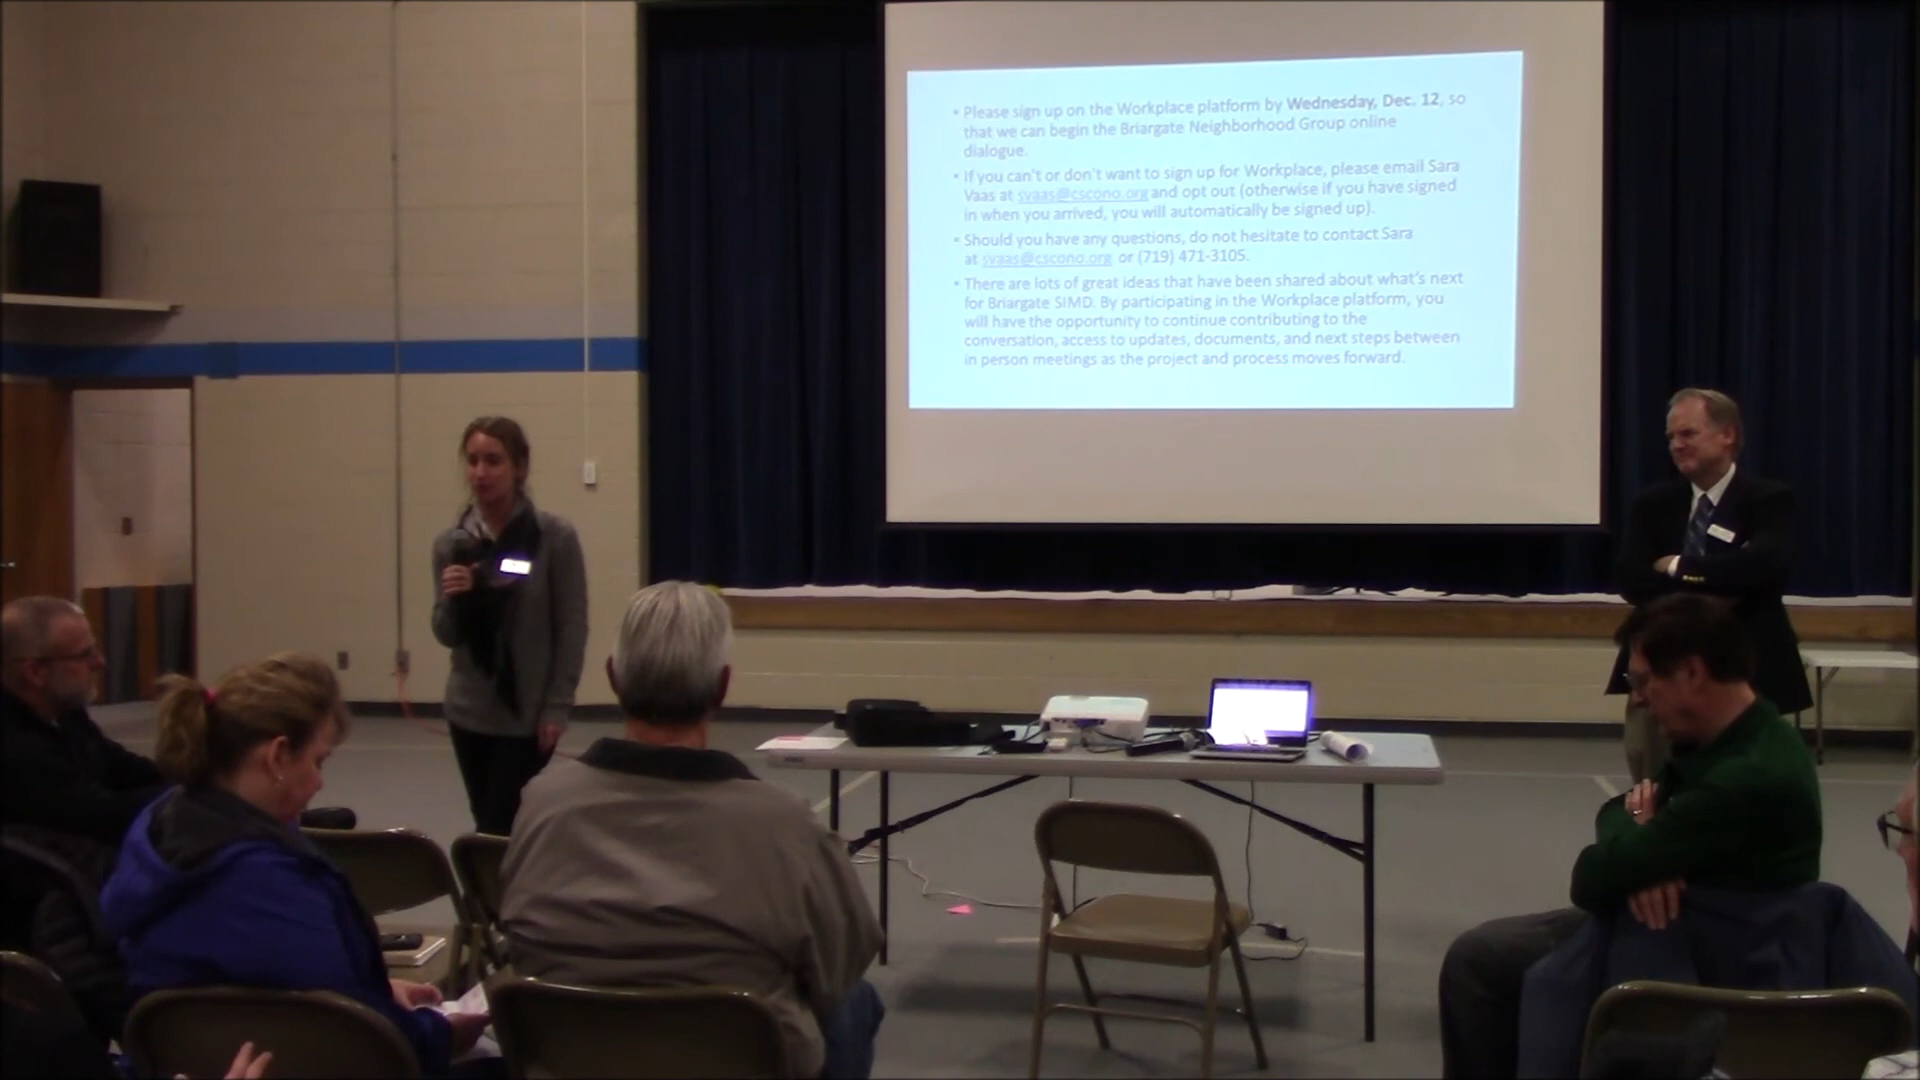 • Please sign up on the Workplace platform by Wednesday, Dec. 12, so
that we can begin the Briargate Neighborhood Group online
dialogue.
• If you can't or don't want to sign up for Workplace, please email Sara
Vaas at svaas@cscono.org and opt out (otherwise if you have signed
in when you arrived, you will automatically be signed up).
• Should you have any questions, do not hesitate to contact Sara
at svaas@cscono.org or (719) 471-3105.
• There are lots of great ideas that have been shared about what's next
for Briargate SIMD. By participating in the Workplace platform, you
will have the opportunity to continue contributing to the
conversation, access to updates, documents, and next steps between
in person meetings as the project and process moves forward.